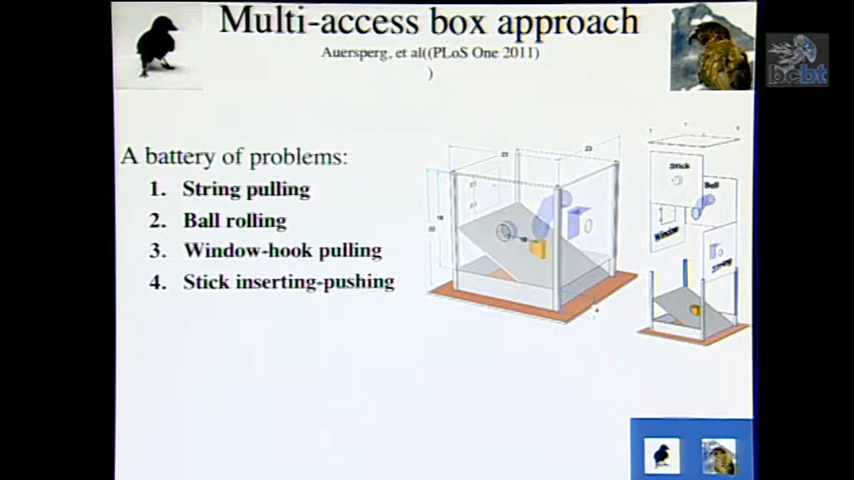 Multi-access box approach
Auersperg, et al((PLoS One 2011)
)
bcbt
A battery of problems:
1. String pulling
2. Ball rolling
3. Window-hook pulling
4. Stick inserting-pushing
Stick
Ball
Window
String